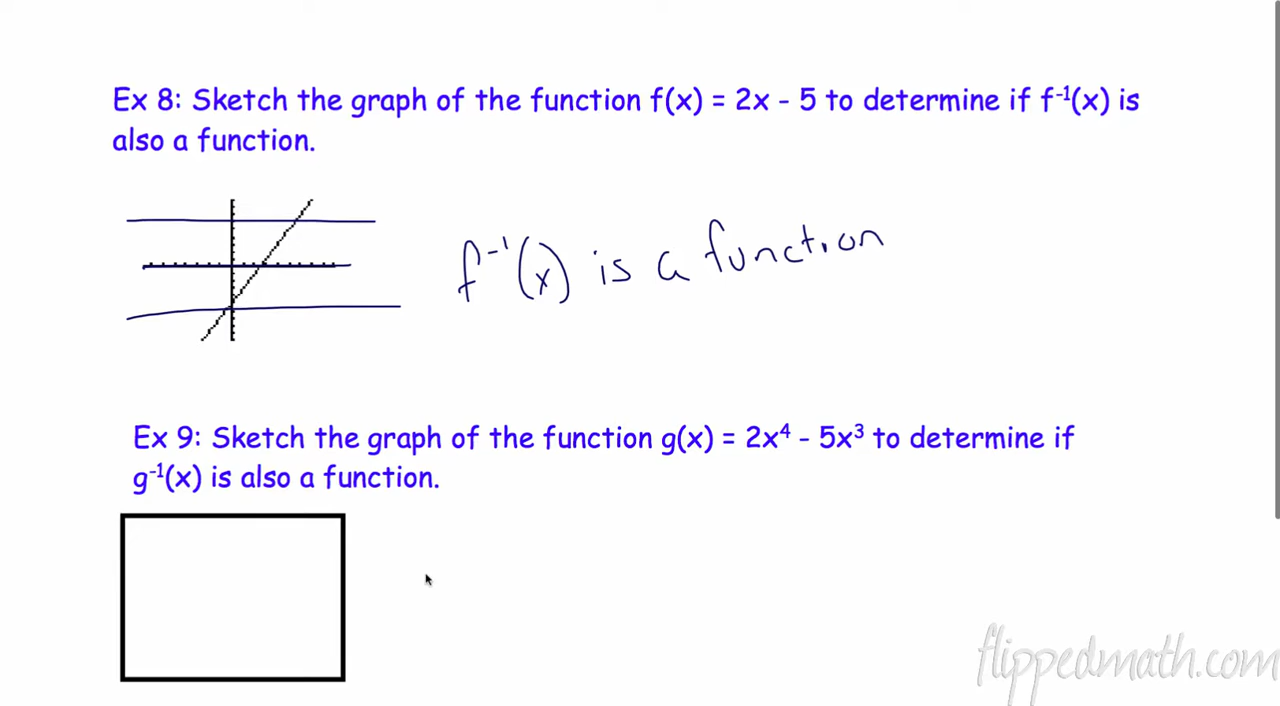 Ex 8: Sketch the graph of the function f(x) = 2x - 5 to determine if f⁻¹(x) is
also a function.
f⁻¹(x) is a function
Ex 9: Sketch the graph of the function g(x) = 2x⁴ - 5x³ to determine if
g⁻¹(x) is also a function.
flippedmath.com